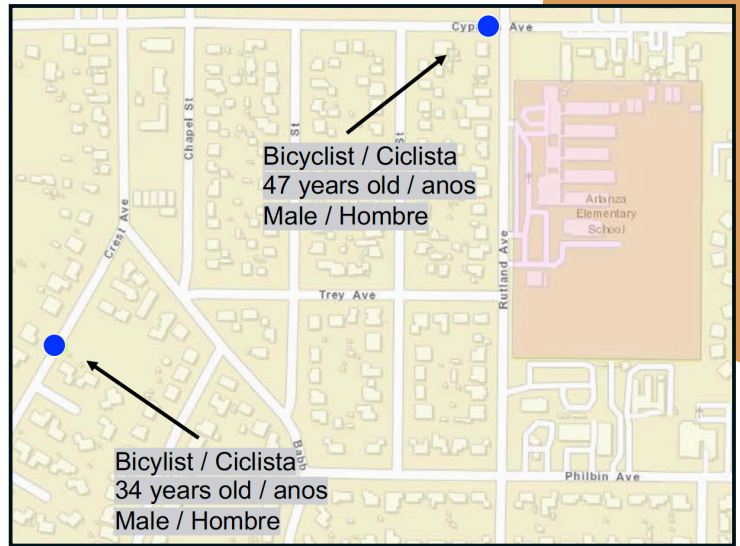 Cyp Ave
Chapel St
St
St
Bicyclist / Ciclista
47 years old / anos
Male / Hombre
Arlanza
Elementary
School
Crest Ave
Rutland Ave
Trey Ave
Babb
Bicylist / Ciclista
34 years old / anos
Male / Hombre
Philbin Ave